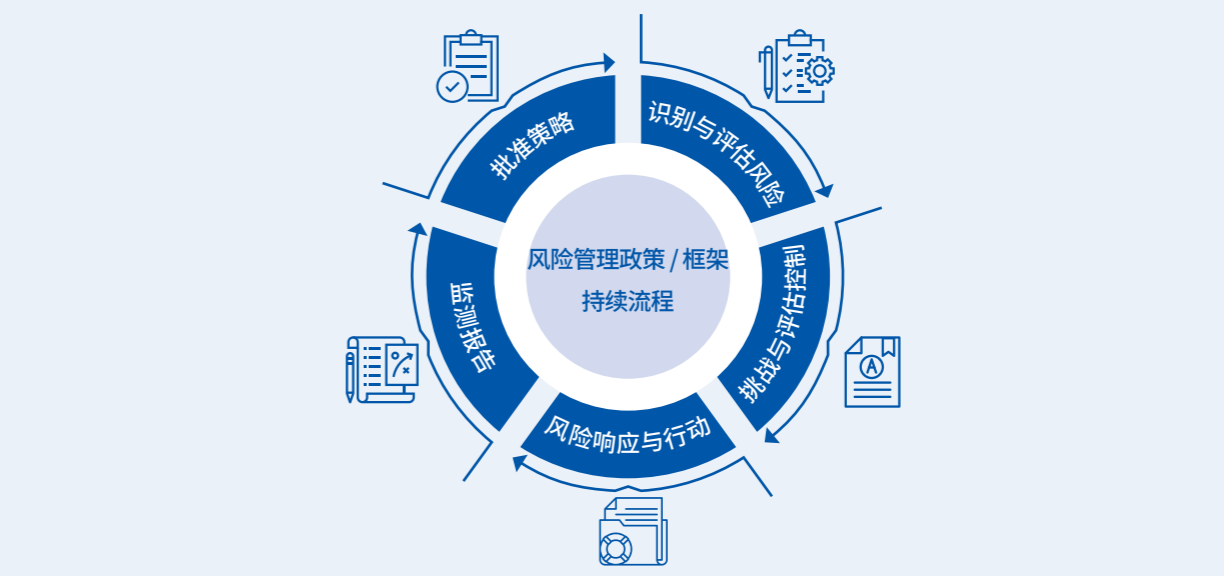 批准策略
识别与评估风险
风险管理政策 / 框架
持续流程
挑战与评估控制
监测报告
风险响应与行动
A